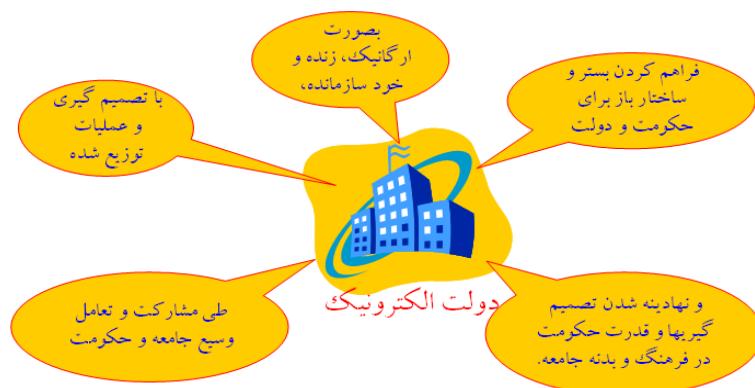 فراهم کردن بستر و
ساختار باز برای
حکومت و دولت
بصورت
ارگانیک، زنده و
خود سازمانده،
با تصمیم گیری
و عملیات
توزیع شده
طی مشارکت و تعامل
وسیع جامعه و حکومت
و نهادینه شدن تصمیم
گیریها و قدرت حکومت
در فرهنگ و بدنه جامعه.
دولت الکترونیک